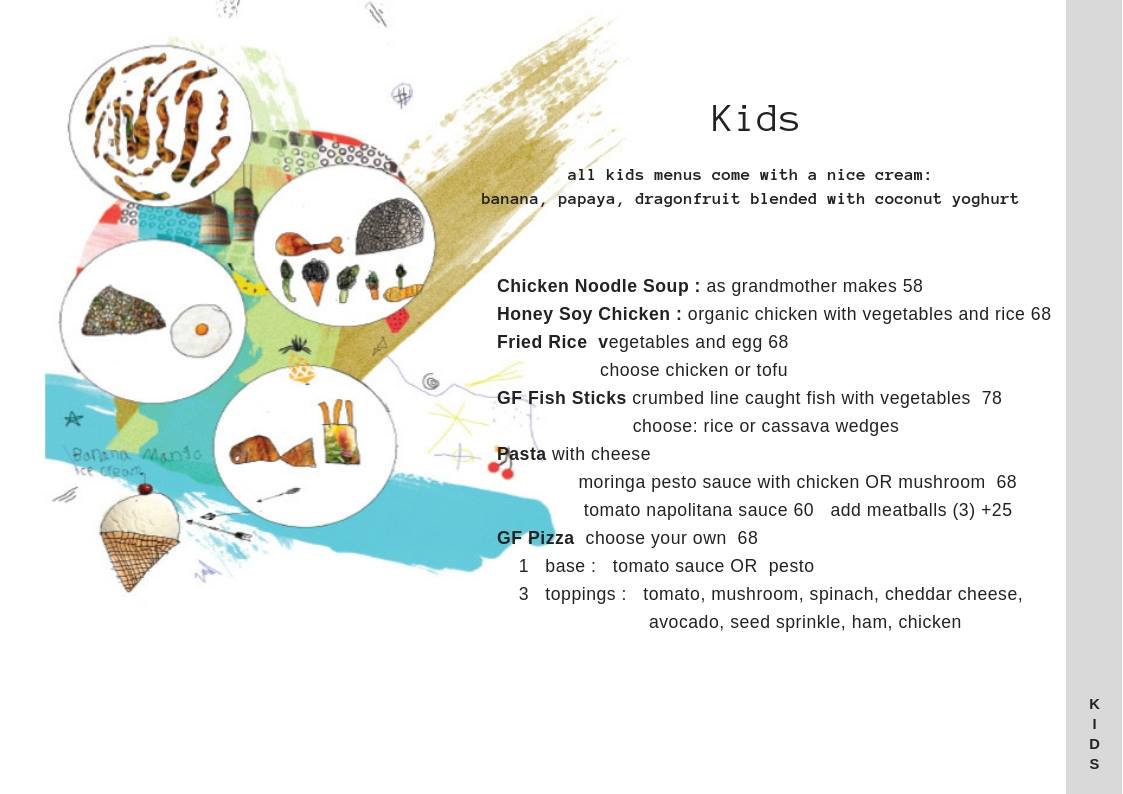 Kids
all kids menus come with a nice cream:
banana, papaya, dragonfruit blended with coconut yoghurt
Chicken Noodle Soup : as grandmother makes 58
Honey Soy Chicken : organic chicken with vegetables and rice 68
Fried Rice vegetables and egg 68
choose chicken or tofu
GF Fish Sticks crumbed line caught fish with vegetables 78
choose: rice or cassava wedges
Pasta with cheese
moringa pesto sauce with chicken OR mushroom 68
tomato napolitana sauce 60 add meatballs (3) +25
GF Pizza choose your own 68
1 base : tomato sauce OR pesto
3 toppings : tomato, mushroom, spinach, cheddar cheese,
avocado, seed sprinkle, ham, chicken
Banana
ice cream
K
I
D
S